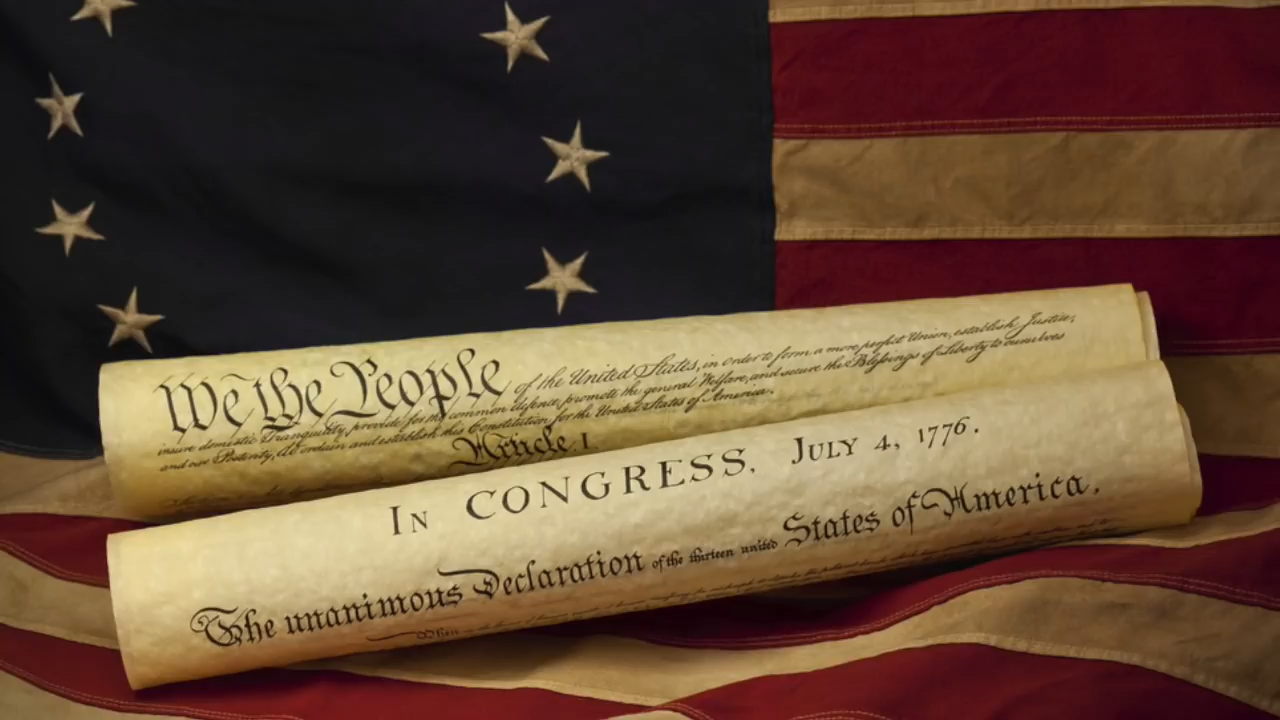 We the People of the United States, in order to form a more perfect Union, establish Justice,
insure domestic Tranquility, provide for the common defence, promote the general Welfare, and secure the Blessings of Liberty to ourselves
and our Posterity, do ordain and establish this Constitution for the United States of America.
Article. I
IN CONGRESS, JULY 4, 1776.
The unanimous Declaration of the thirteen united States of America.
When